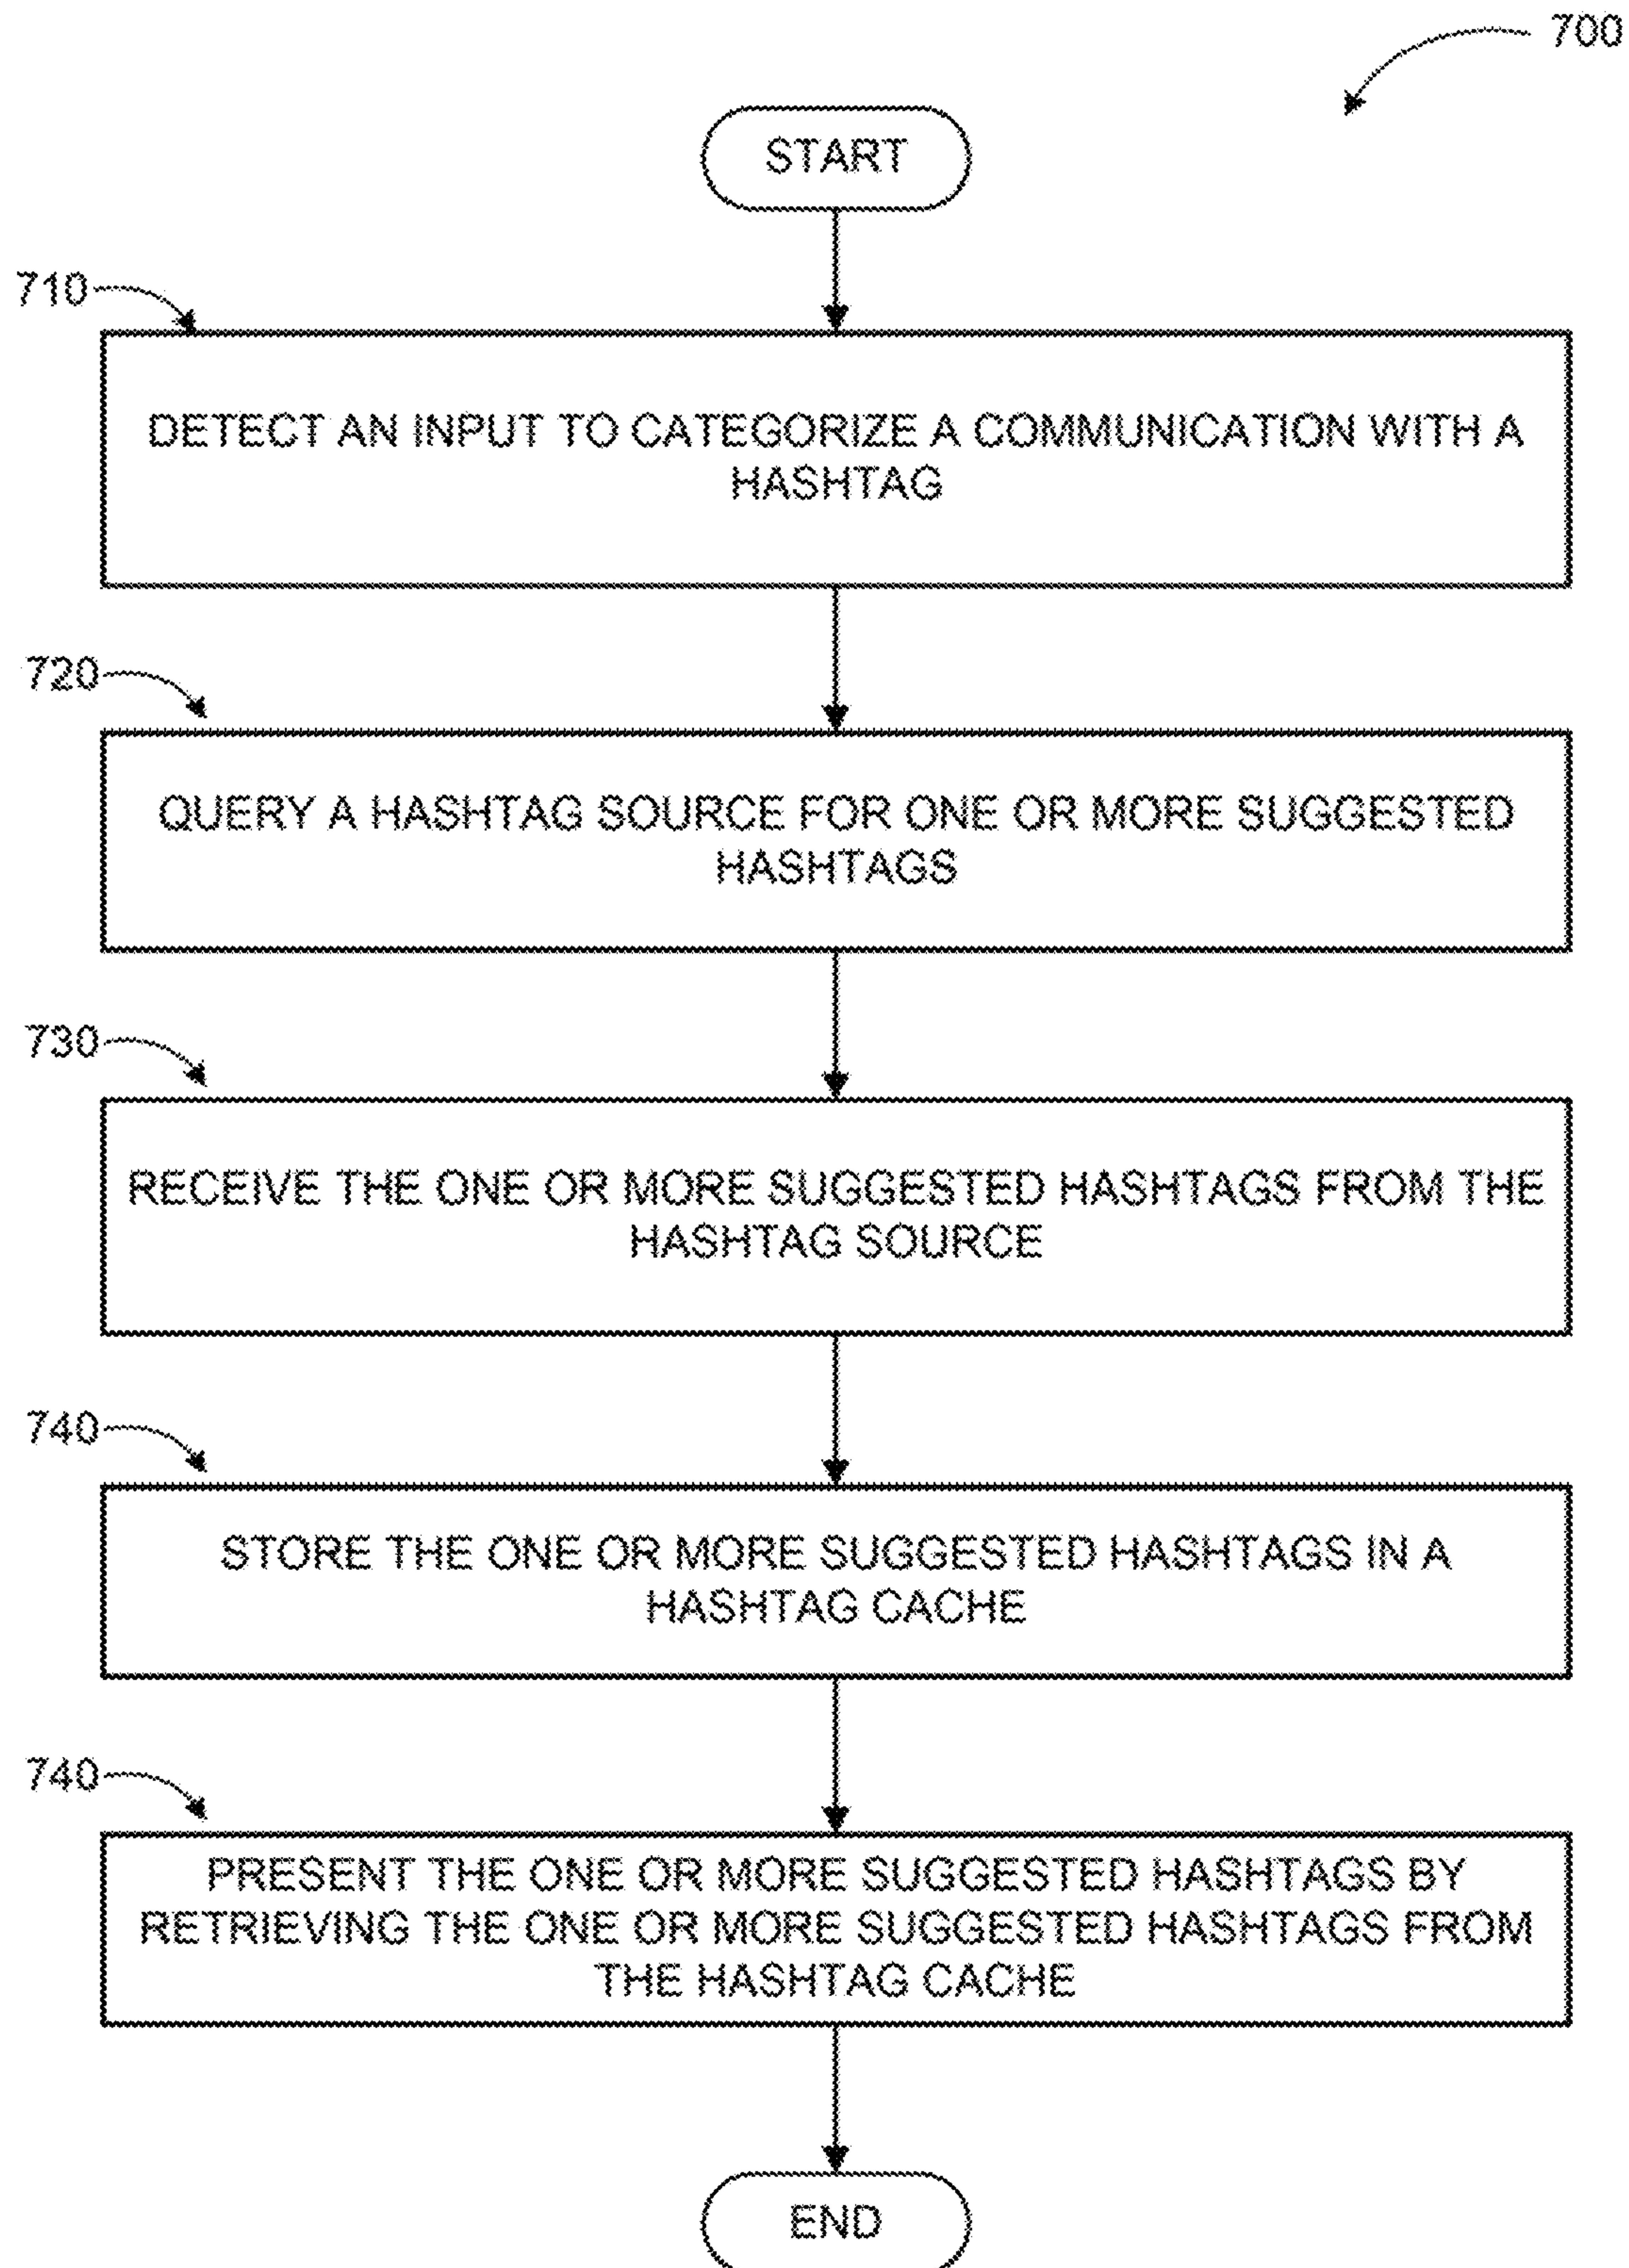 700
START
710
DETECT AN INPUT TO CATEGORIZE A COMMUNICATION WITH A
HASHTAG
720
QUERY A HASHTAG SOURCE FOR ONE OR MORE SUGGESTED
HASHTAGS
730
RECEIVE THE ONE OR MORE SUGGESTED HASHTAGS FROM THE
HASHTAG SOURCE
740
STORE THE ONE OR MORE SUGGESTED HASHTAGS IN A
HASHTAG CACHE
740
PRESENT THE ONE OR MORE SUGGESTED HASHTAGS BY
RETRIEVING THE ONE OR MORE SUGGESTED HASHTAGS FROM
THE HASHTAG CACHE
END